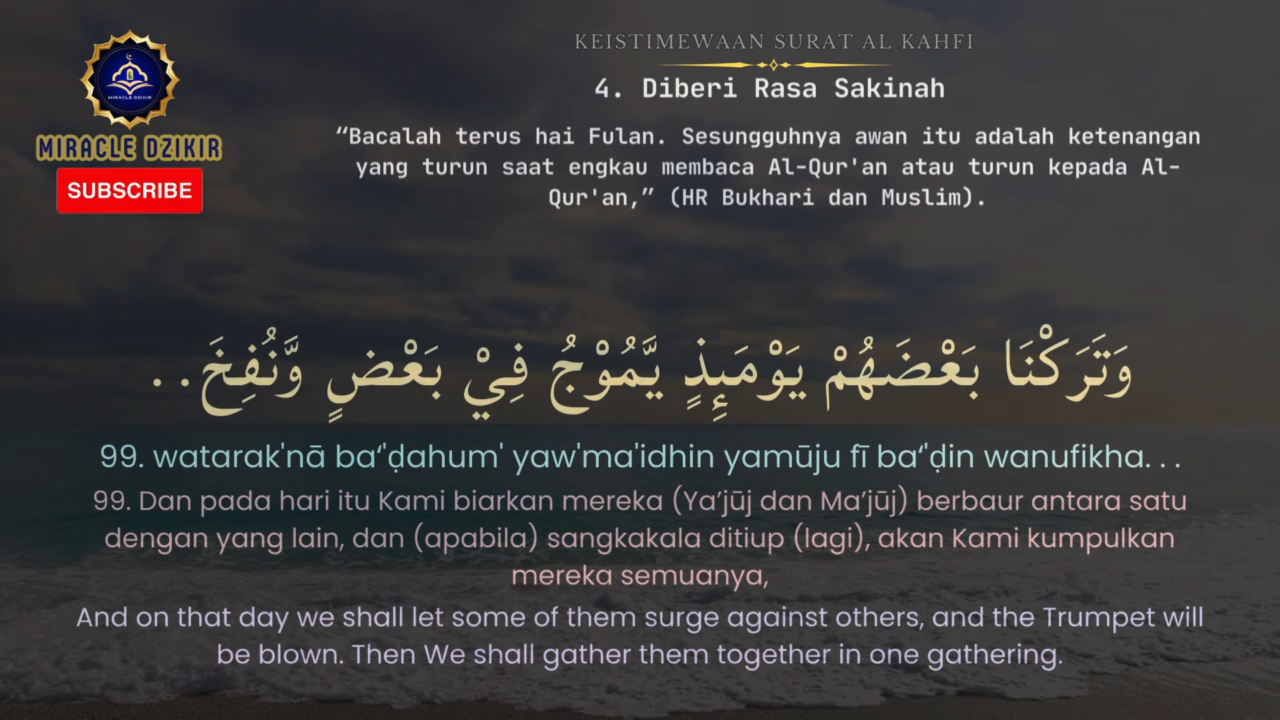 KEISTIMEWAAN SURAT AL KAHFI
4. Diberi Rasa Sakinah
MIRACLE DZIKIR
MIRACLE DZIKIR
SUBSCRIBE
“Bacalah terus hai Fulan. Sesungguhnya awan itu adalah ketenangan
yang turun saat engkau membaca Al-Qur'an atau turun kepada Al-
Qur'an,” (HR Bukhari dan Muslim).
وَتَرَكْنَا بَعْضَهُمْ يَوْمَىِٕذٍ يَّمُوْجُ فِيْ بَعْضٍ وَّنُفِخَ. .
99. watarak'nā ba‘'ḍahum' yaw'ma'idhin yamūju fī ba‘'ḍin wanufikha. . .
99. Dan pada hari itu Kami biarkan mereka (Ya’jūj dan Ma’jūj) berbaur antara satu
dengan yang lain, dan (apabila) sangkakala ditiup (lagi), akan Kami kumpulkan
mereka semuanya,
And on that day we shall let some of them surge against others, and the Trumpet will
be blown. Then We shall gather them together in one gathering.